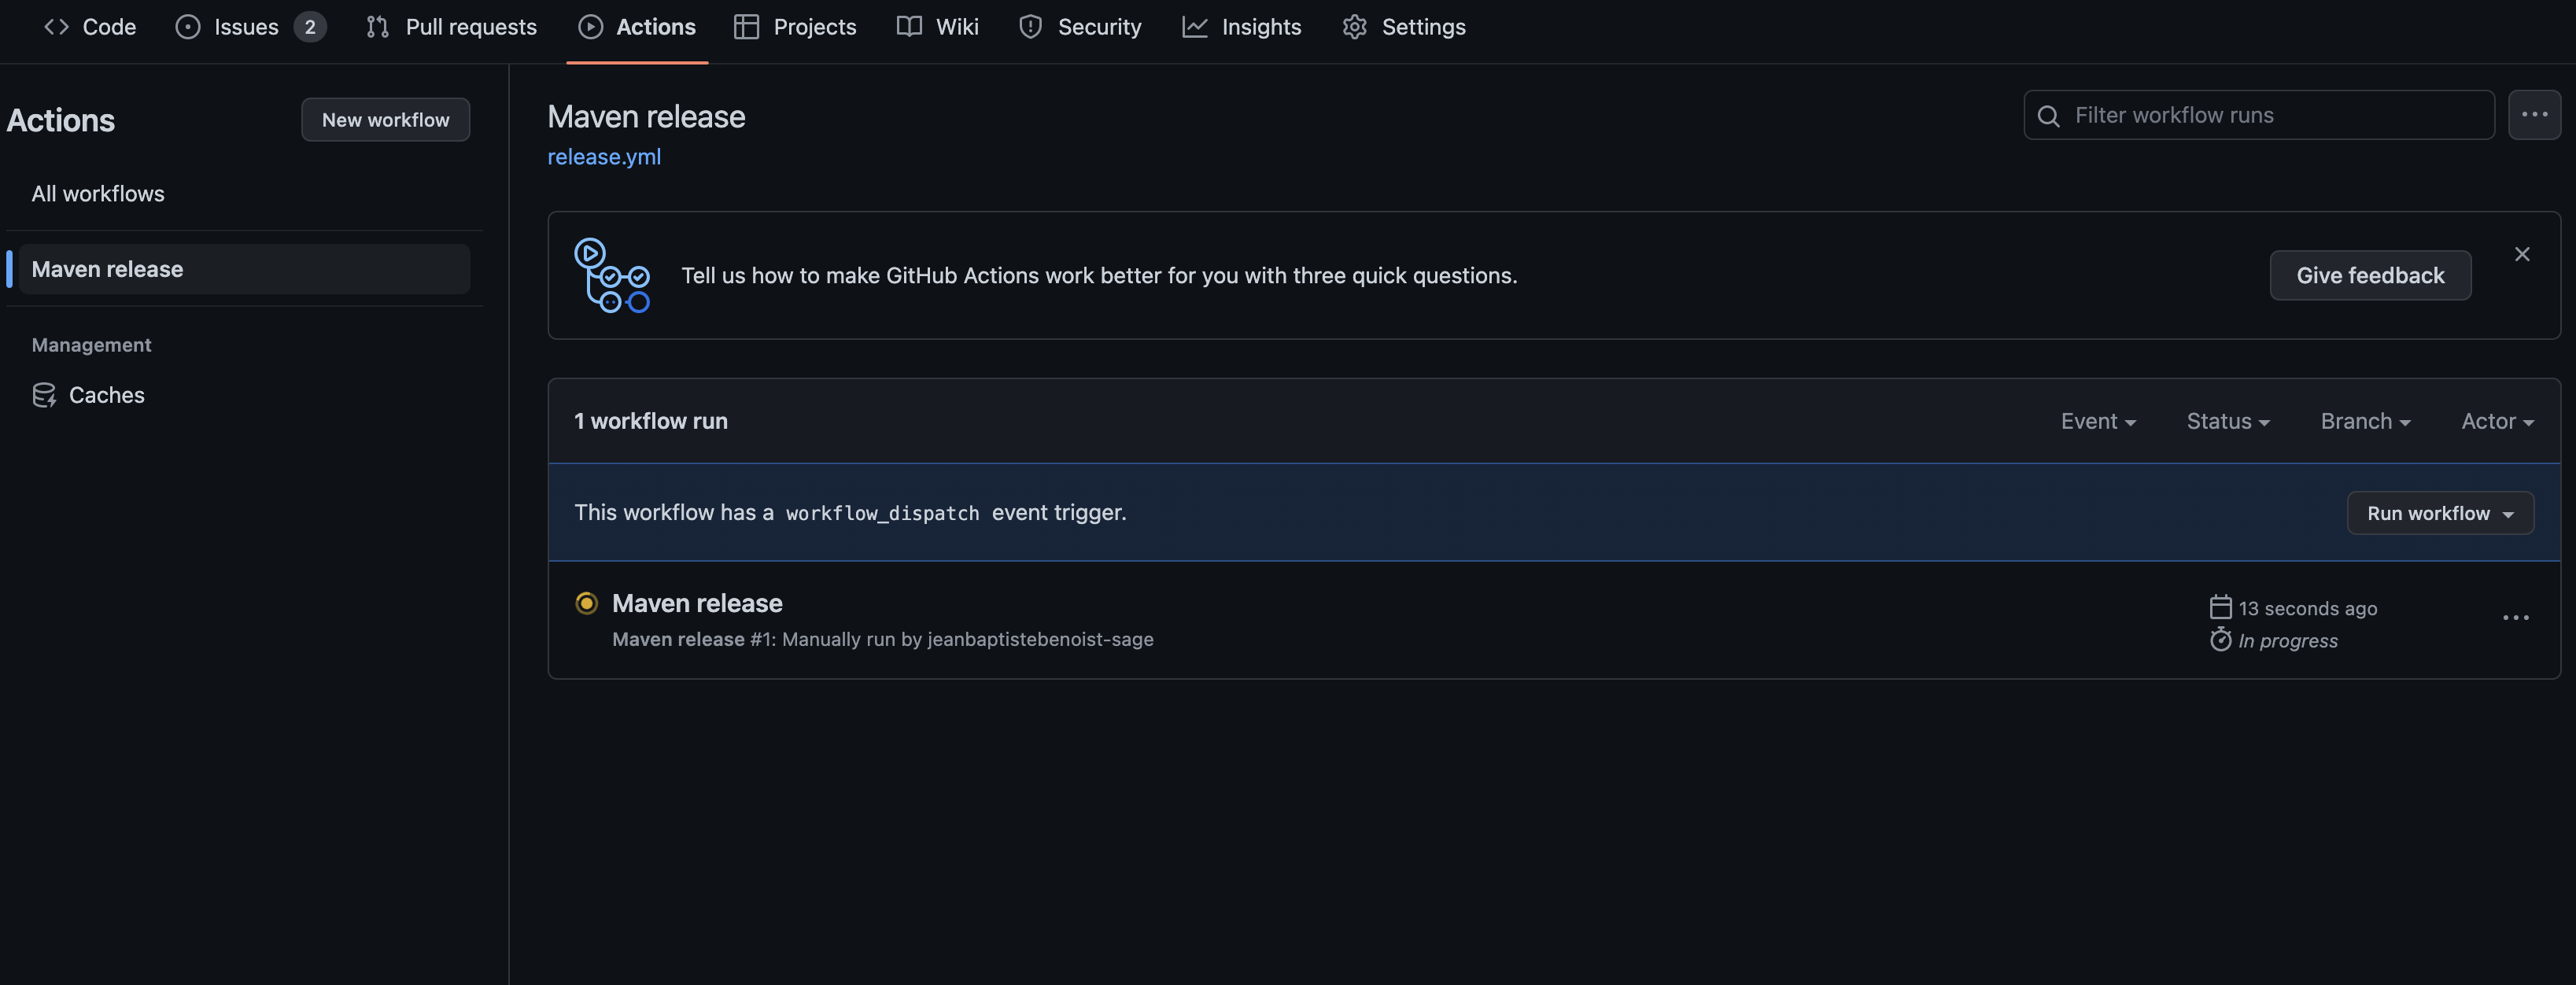 Code Issues 2 Pull requests Actions Projects Wiki Security Insights Settings
Actions
New workflow
All workflows
Maven release
Management
Caches
Maven release
release.yml
Filter workflow runs
Tell us how to make GitHub Actions work better for you with three quick questions.
Give feedback
1 workflow run
Event Status Branch Actor
This workflow has a workflow_dispatch event trigger.
Run workflow
Maven release
Maven release #1: Manually run by jeanbaptistebenoist-sage
13 seconds ago
In progress